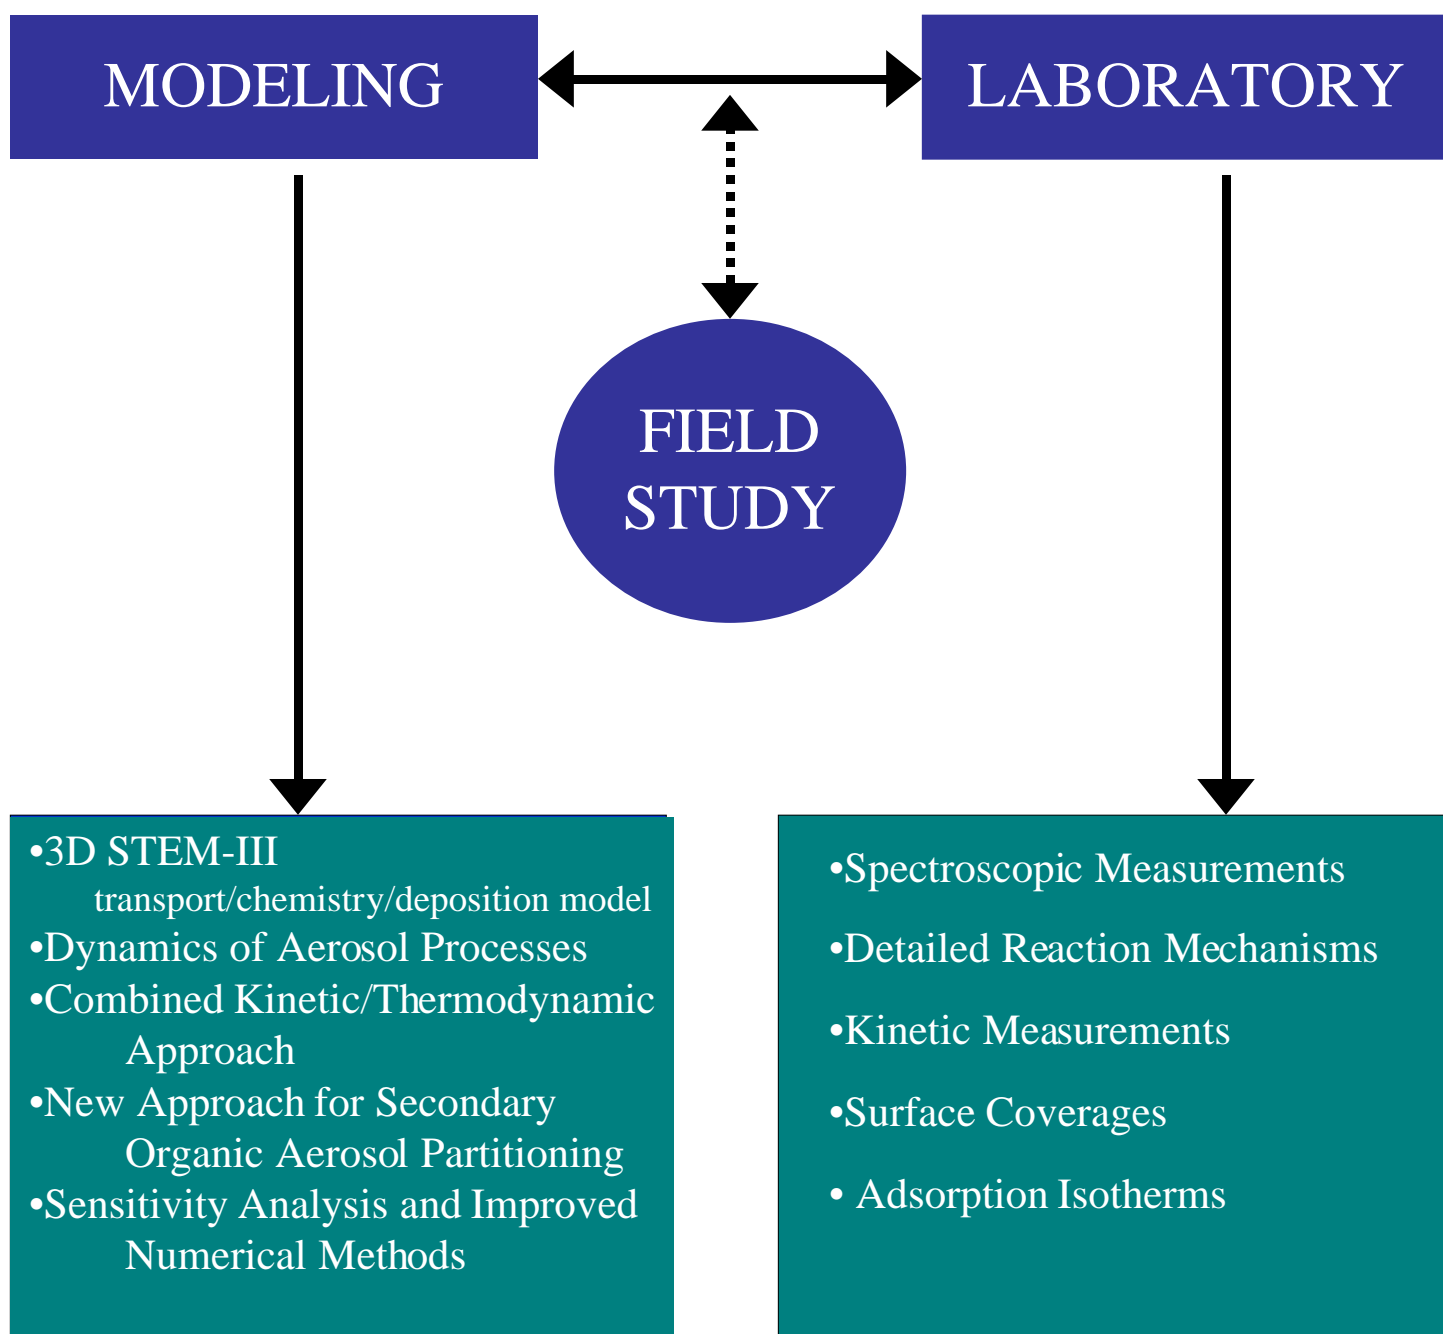 MODELING
LABORATORY
FIELD
STUDY
•3D STEM-III
transport/chemistry/deposition model
•Dynamics of Aerosol Processes
•Combined Kinetic/Thermodynamic
Approach
•New Approach for Secondary
Organic Aerosol Partitioning
•Sensitivity Analysis and Improved
Numerical Methods
•Spectroscopic Measurements
•Detailed Reaction Mechanisms
•Kinetic Measurements
•Surface Coverages
• Adsorption Isotherms